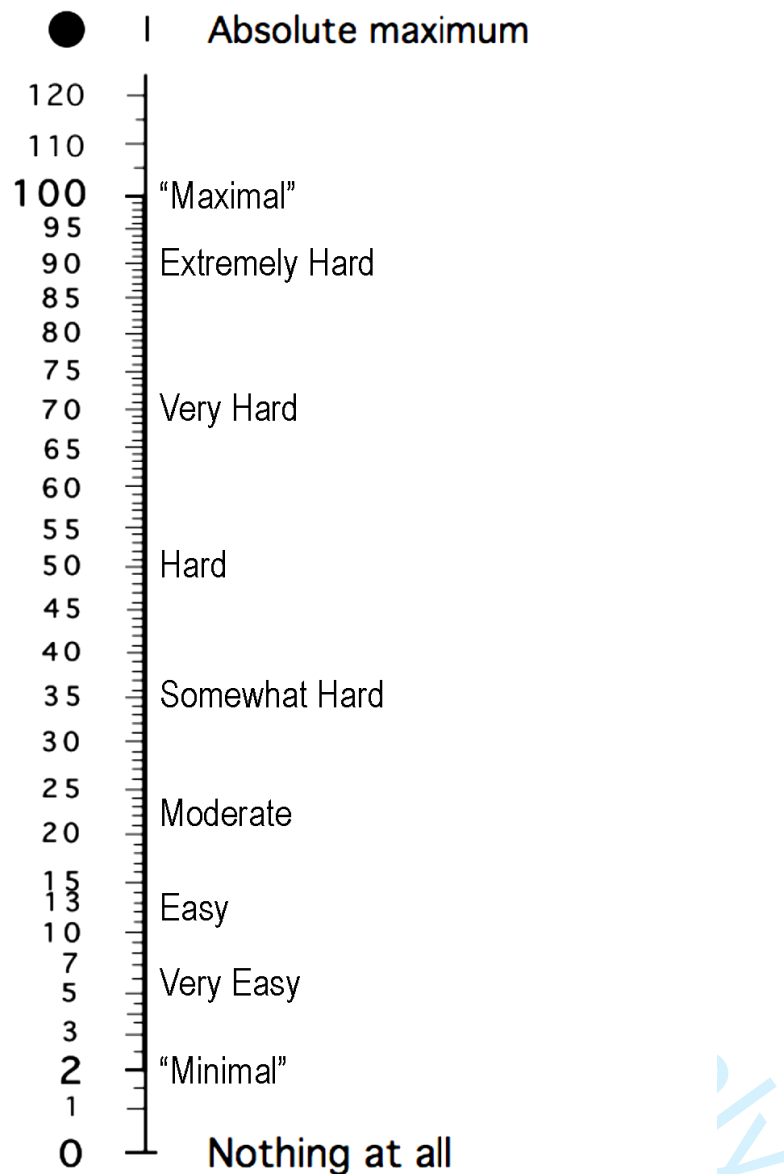 ● | Absolute maximum
120
110
100 “Maximal”
95
90 Extremely Hard
85
80
75
70 Very Hard
65
60
55
50 Hard
45
40
35 Somewhat Hard
30
25
Moderate
20
15
13 Easy
10
7
5 Very Easy
3
2 “Minimal”
1
0 Nothing at all